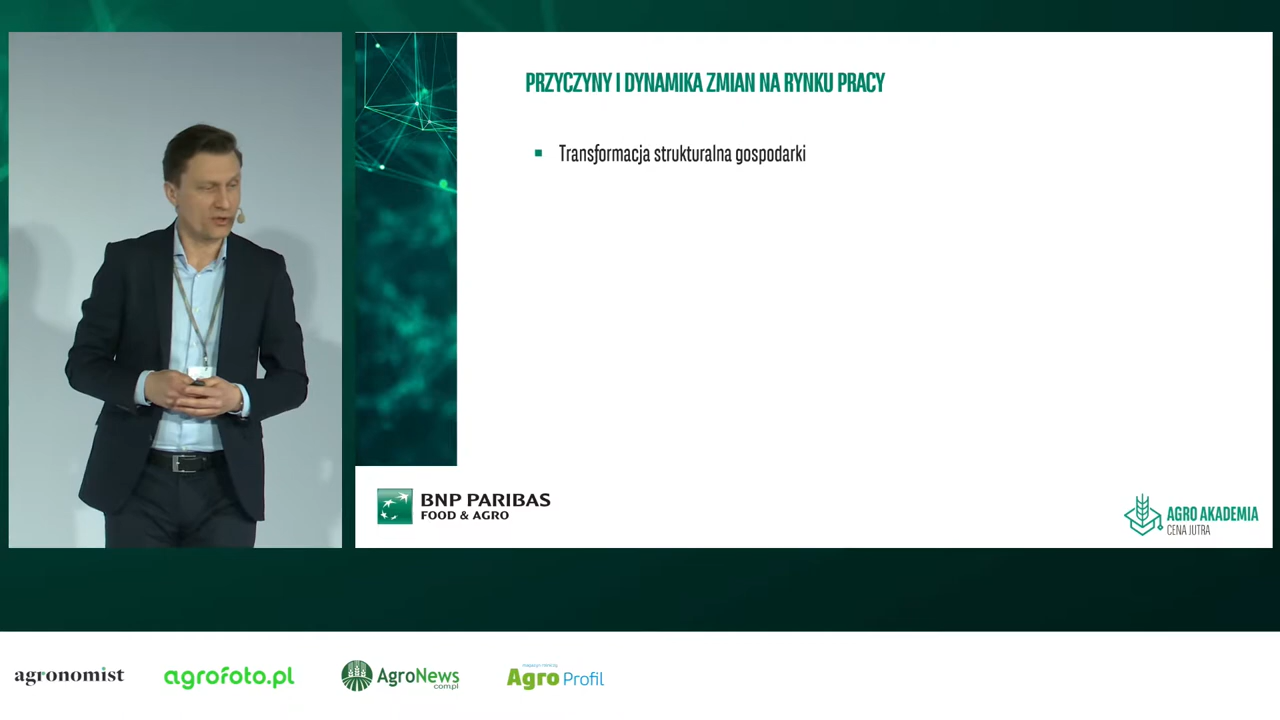 PRZYCZYNY I DYNAMIKA ZMIAN NA RYNKU PRACY
Transformacja strukturalna gospodarki
BNP PARIBAS
FOOD & AGRO
AGRO AKADEMIA
CENA JUTRA
agronomist
agrofoto.pl
AgroNews
com.pl
Agro Profil